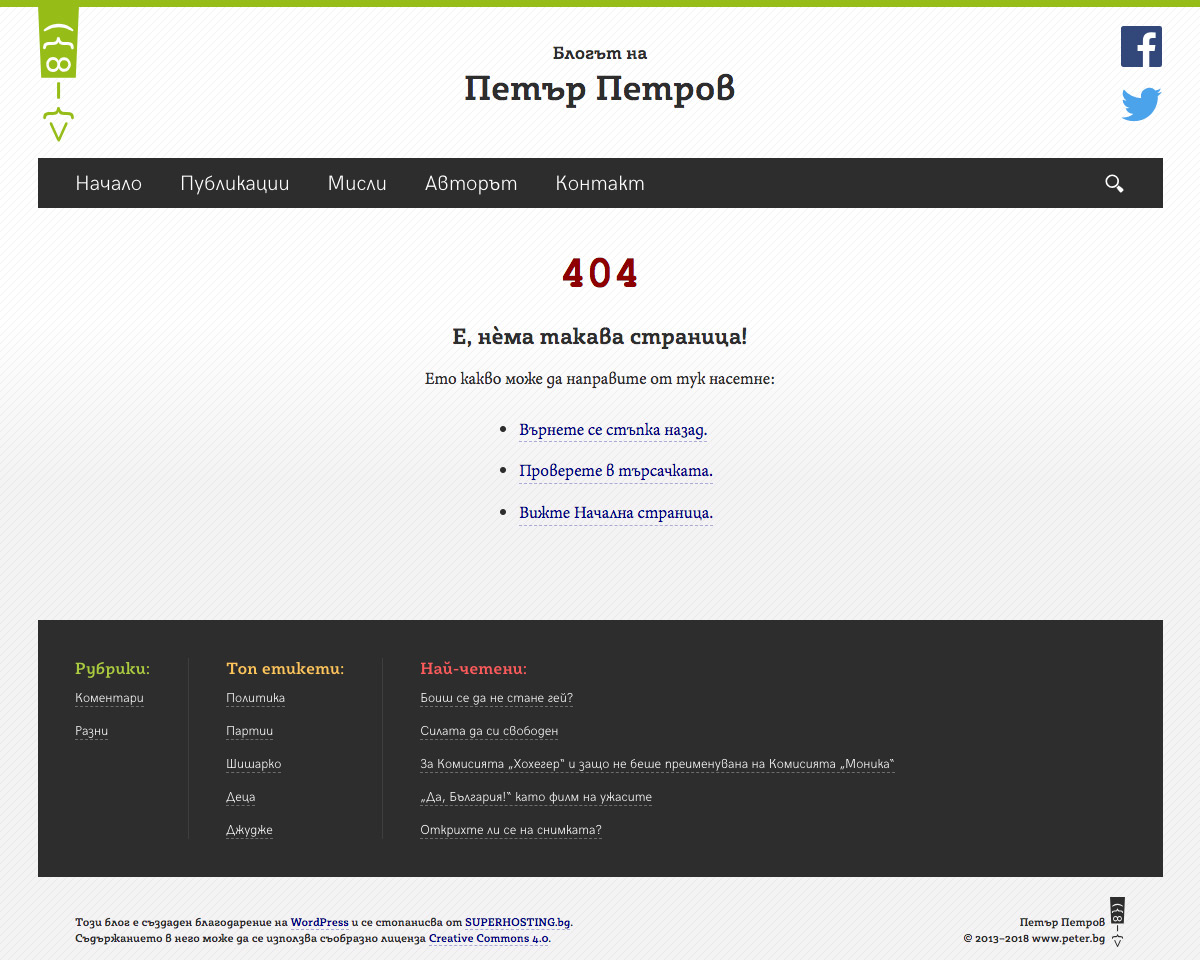 Блогът на
Петър Петров
Начало Публикации Мисли Авторът Контакт
404
Е, нѐма такава страница!
Ето какво може да направите от тук насетне:
Върнете се стъпка назад.
Проверете в търсачката.
Вижте Начална страница.
Рубрики:
Коментари
Разни
Топ етикети:
Политика
Партии
Шишарко
Деца
Джудже
Най-четени:
Боиш се да не стане гей?
Силата да си свободен
За Комисията „Хохегер“ и защо не беше преименувана на Комисията „Моника“
„Да, България!“ като филм на ужасите
Открихте ли се на снимката?
Този блог е създаден благодарение на WordPress и се стопанисва от SUPERHOSTING.bg.
Съдържанието в него може да се използва съобразно лиценза Creative Commons 4.0.
Петър Петров
© 2013–2018 www.peter.bg